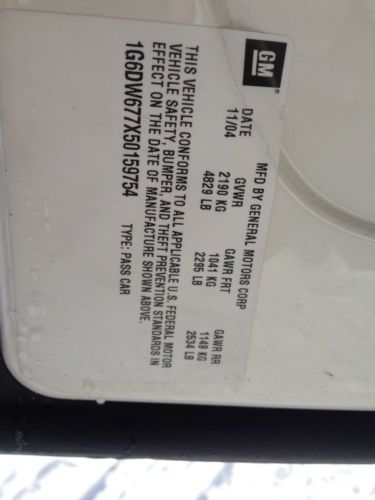 GM
MFD BY GENERAL MOTORS CORP
DATE GVWR GAWR FRT GAWR RR
11/04 2190 KG 1041 KG 1149 KG
4829 LB 2295 LB 2534 LB
THIS VEHICLE CONFORMS TO ALL APPLICABLE U.S. FEDERAL MOTOR
VEHICLE SAFETY, BUMPER, AND THEFT PREVENTION STANDARDS IN
EFFECT ON THE DATE OF MANUFACTURE SHOWN ABOVE.
1G6DW677X50159754 TYPE: PASS CAR